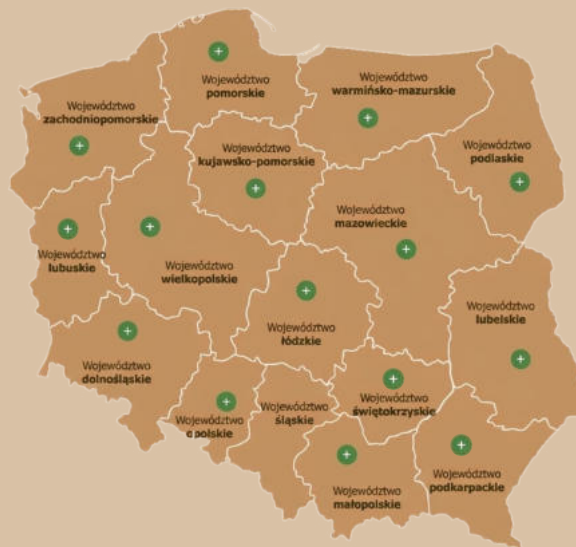 Województwo
pomorskie
Województwo
warmińsko-mazurskie
Województwo
zachodniopomorskie
Województwo
kujawsko-pomorskie
Województwo
podlaskie
Województwo
mazowieckie
Województwo
lubuskie
Województwo
wielkopolskie
Województwo
łódzkie
Województwo
lubelskie
Województwo
dolnośląskie
Województwo
opolskie
Województwo
śląskie
Województwo
świętokrzyskie
Województwo
małopolskie
Województwo
podkarpackie